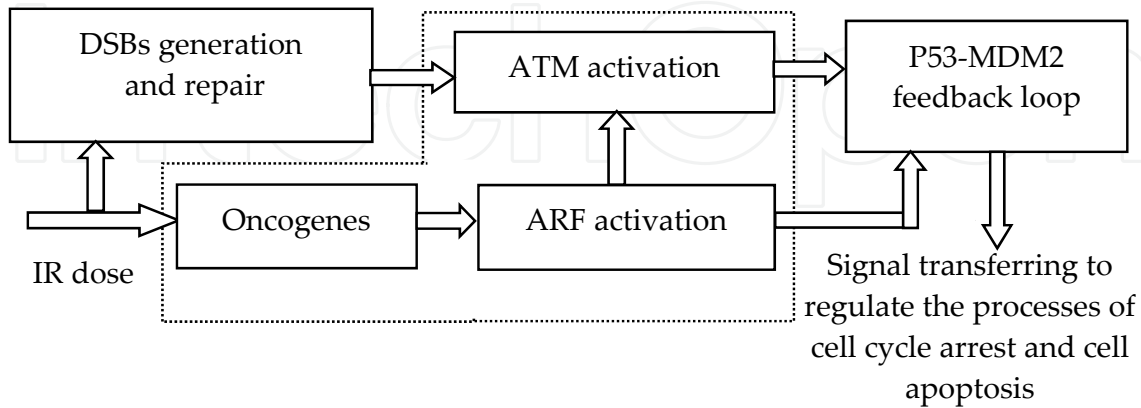 DSBs generation
and repair
ATM activation
P53-MDM2
feedback loop
Oncogenes
ARF activation
IR dose
Signal transferring to
regulate the processes of
cell cycle arrest and cell
apoptosis